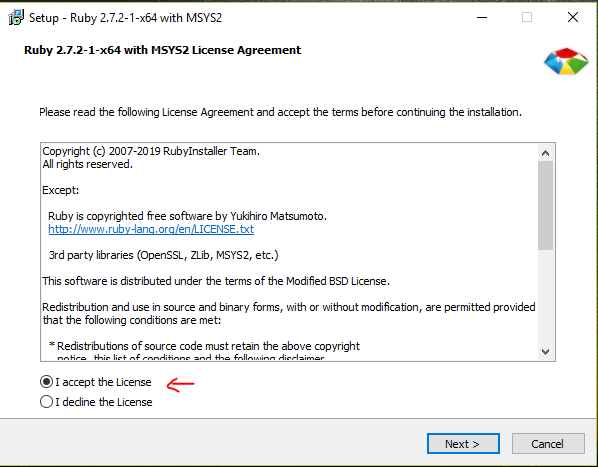 Setup - Ruby 2.7.2-1-x64 with MSYS2
Ruby 2.7.2-1-x64 with MSYS2 License Agreement
Please read the following License Agreement and accept the terms before continuing the installation.
Copyright (c) 2007-2019 RubyInstaller Team.
All rights reserved.
Except:
Ruby is copyrighted free software by Yukihiro Matsumoto.
http://www.ruby-lang.org/en/LICENSE.txt
3rd party libraries (OpenSSL, ZLib, MSYS2, etc.)
This software is distributed under the terms of the Modified BSD License.
Redistribution and use in source and binary forms, with or without modification, are permitted provided
that the following conditions are met:
* Redistributions of source code must retain the above copyright
notice, this list of conditions and the following disclaimer
I accept the License
I decline the License
Next >
Cancel